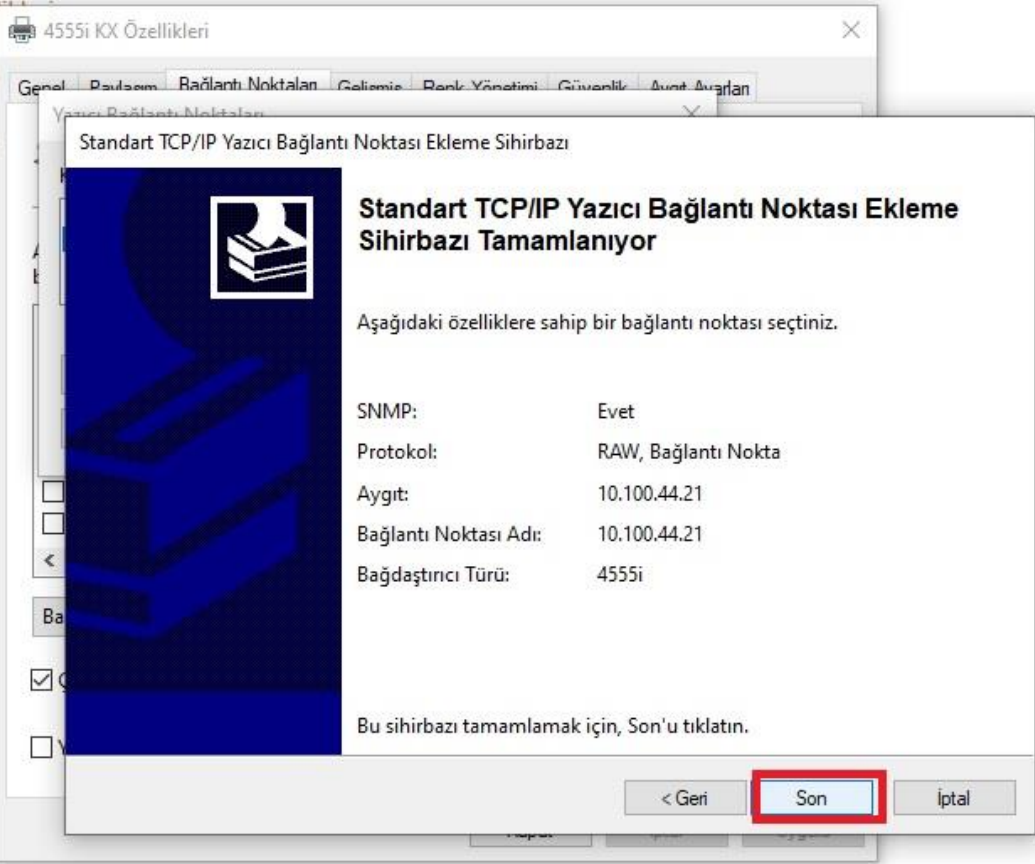 4555i KX Özellikleri
Genel Paylaşım Bağlantı Noktaları Gelişmiş Renk Yönetimi Güvenlik Aygıt Ayarları
Yazıcı Bağlantı Noktaları
Standart TCP/IP Yazıcı Bağlantı Noktası Ekleme Sihirbazı
Standart TCP/IP Yazıcı Bağlantı Noktası Ekleme
Sihirbazı Tamamlanıyor
Aşağıdaki özelliklere sahip bir bağlantı noktası seçtiniz.
SNMP: Evet
Protokol: RAW, Bağlantı Nokta
Aygıt: 10.100.44.21
Bağlantı Noktası Adı: 10.100.44.21
Bağdaştırıcı Türü: 4555i
Ba
Bu sihirbazı tamamlamak için, Son'u tıklatın.
< Geri Son İptal